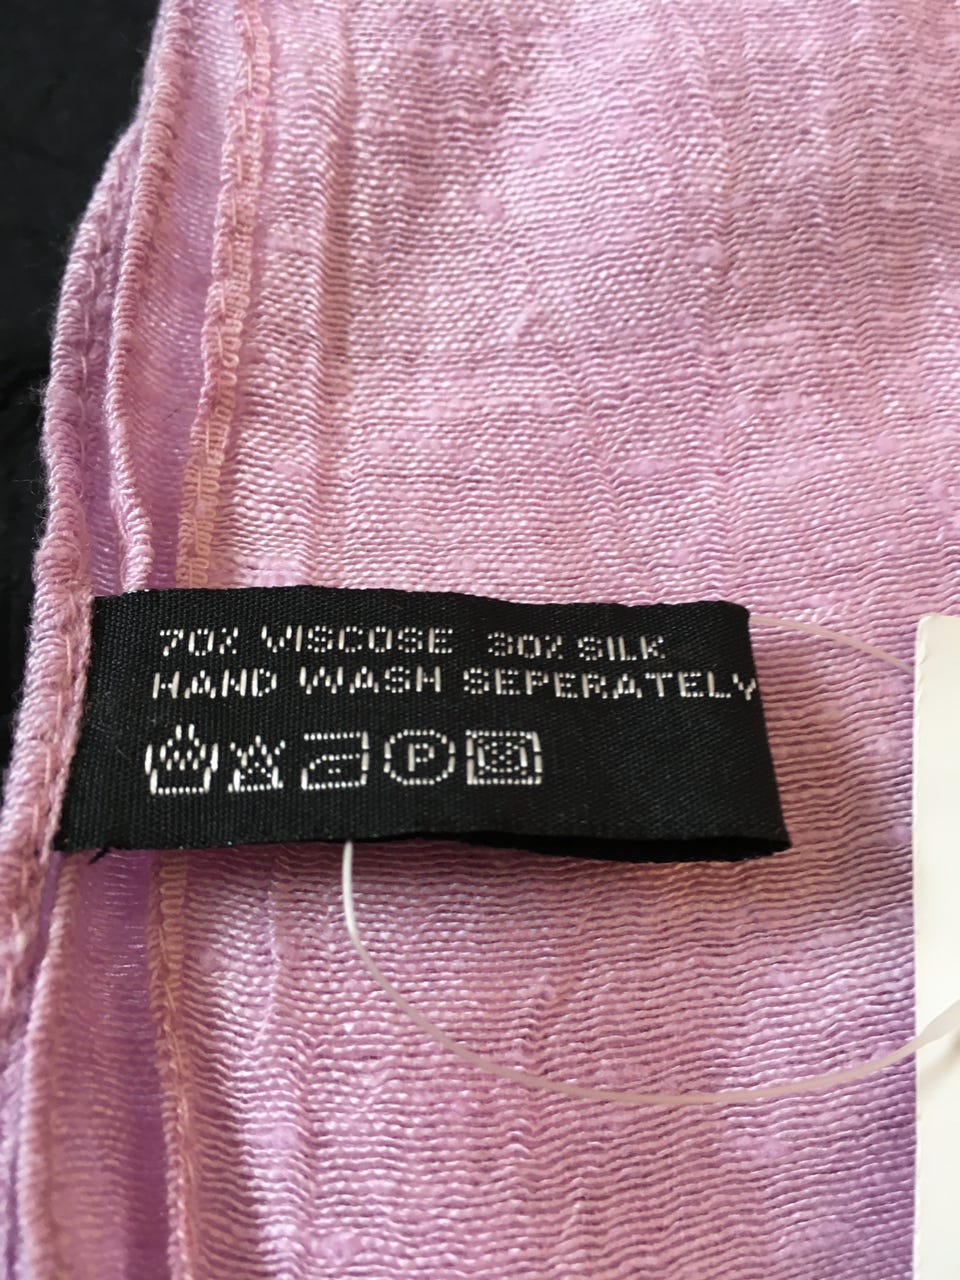 70% VISCOSE 30% SILK
HAND WASH SEPERATELY
P